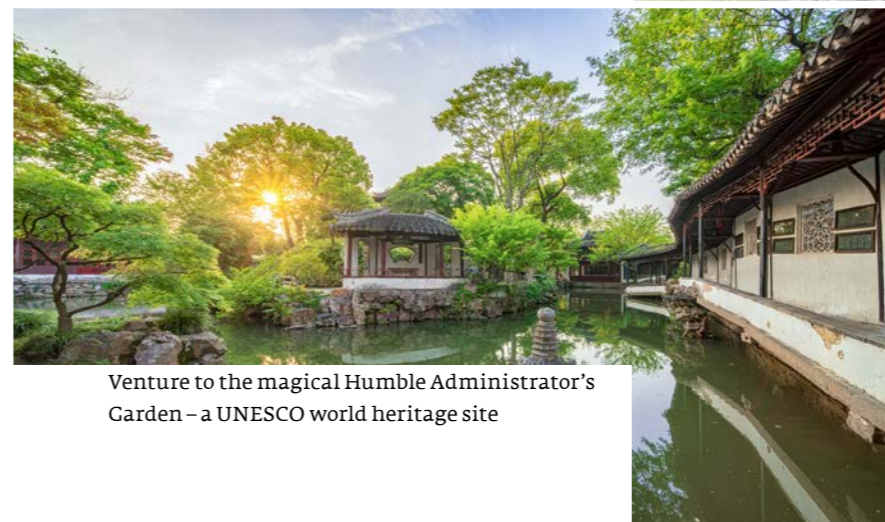 Venture to the magical Humble Administrator’s
Garden – a UNESCO world heritage site